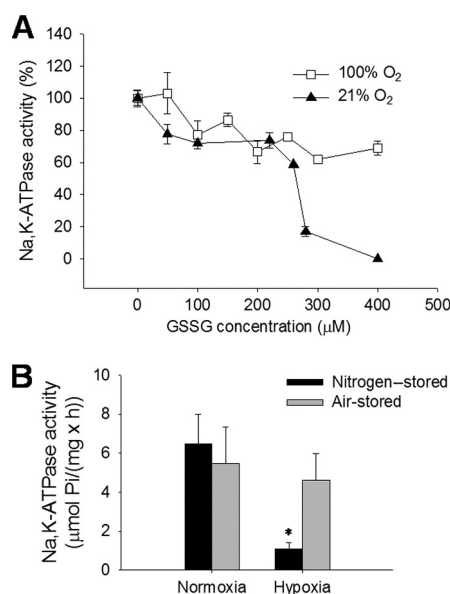 A
140
120
100
80
60
40
20
0
Na,K-ATPase activity (%)
100% O₂
21% O₂
0 100 200 300 400 500
GSSG concentration (μM)
B
10
8
6
4
2
0
Na,K-ATPase activity
(μmol Pi/(mg x h))
Nitrogen–stored
Air-stored
*
Normoxia Hypoxia